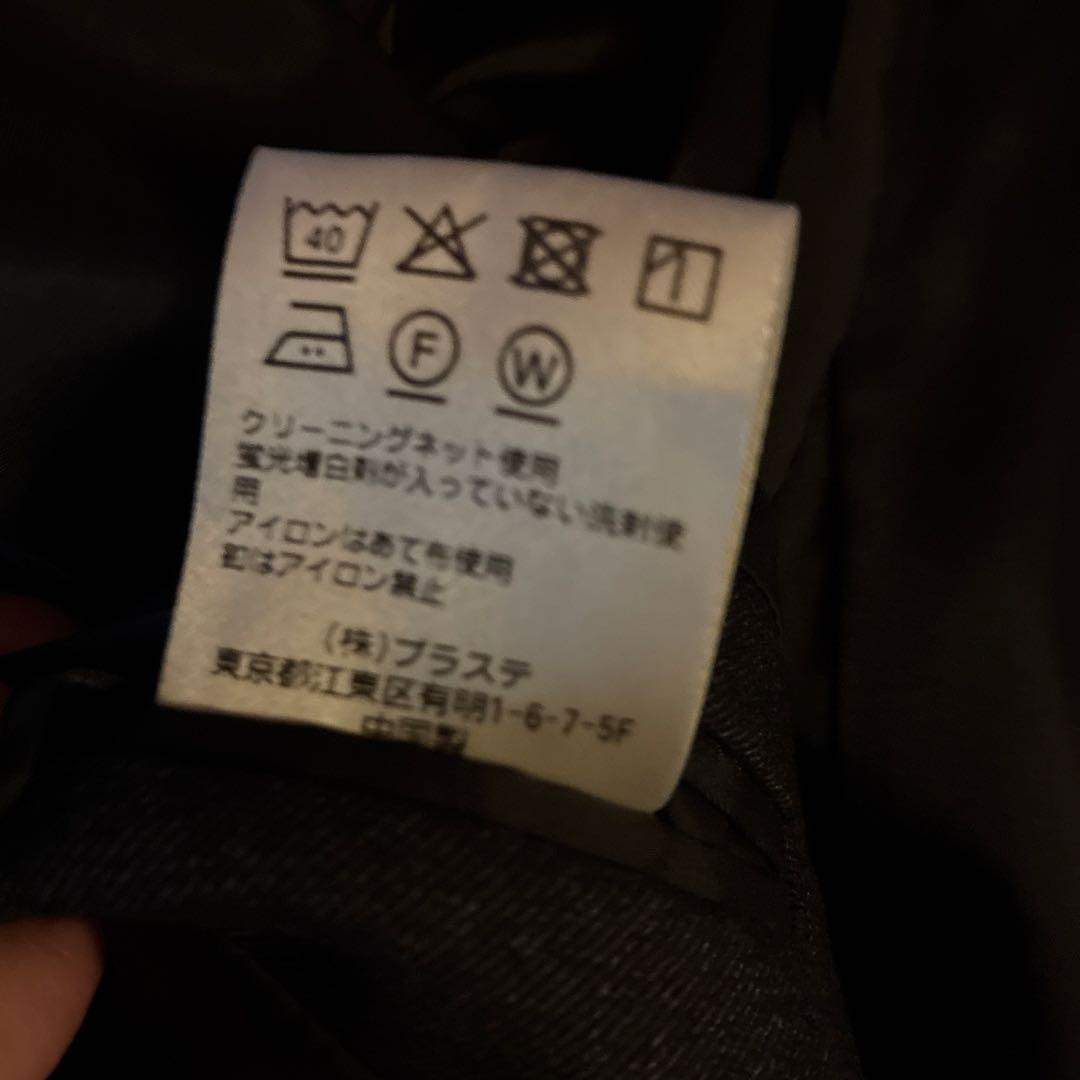 40
F W
クリーニングネット使用
蛍光増白剤が入っていない洗剤使
用
アイロンはあて布使用
釦はアイロン禁止
(株)プラステ
東京都江東区有明1-6-7-5F
中国製